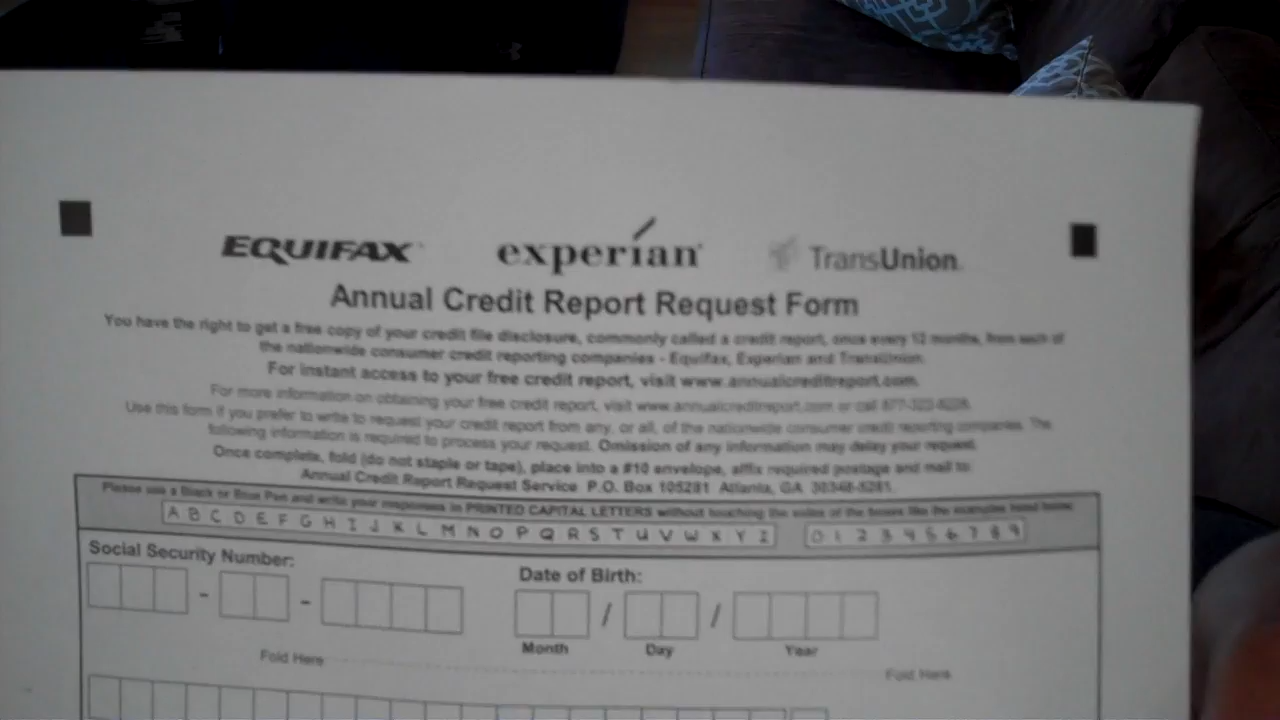 EQUIFAX experian TransUnion
Annual Credit Report Request Form
You have the right to get a free copy of your credit file disclosure, commonly called a credit report, once every 12 months, from each of
the nationwide consumer credit reporting companies - Equifax, Experian and TransUnion.
For instant access to your free credit report, visit www.annualcreditreport.com.
For more information on obtaining your free credit report, visit www.annualcreditreport.com or call 877-322-8228.
Use this form if you prefer to write to request your credit report from any, or all, of the nationwide consumer credit reporting companies. The
following information is required to process your request. Omission of any information may delay your request.
Once complete, fold (do not staple or tape), place into a #10 envelope, affix required postage and mail to:
Annual Credit Report Request Service P.O. Box 105281 Atlanta, GA 30348-5281.
Please use a Black or Blue Pen and write your responses in PRINTED CAPITAL LETTERS without touching the sides of the boxes like the examples listed below:
A B C D E F G H I J K L M N O P Q R S T U V W X Y Z 0 1 2 3 4 5 6 7 8 9
Social Security Number: Date of Birth:
- - / /
Month Day Year
Fold Here Fold Here